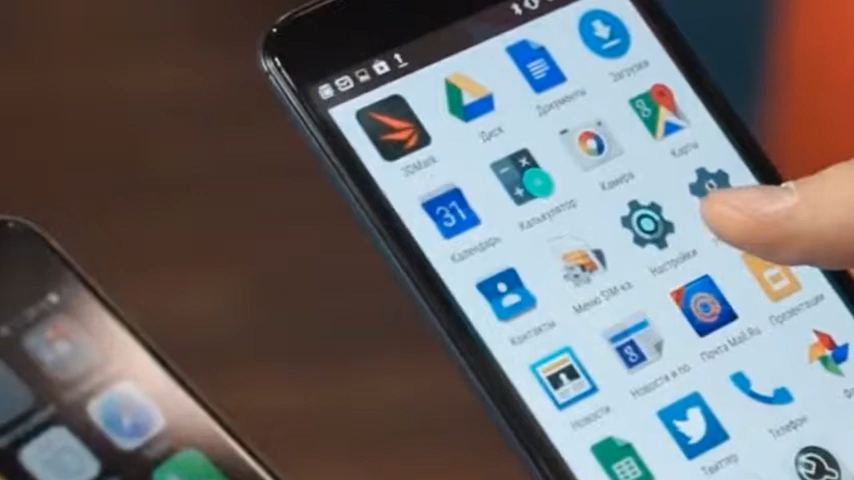 3DMark
Диск
Документы
Загрузки
31
Календарь
Калькулятор
Камера
Карты
Контакты
Меню SIM-ка
Настройки
Новости
8
Новости и по
Почта Mail.Ru
Презентации
Твиттер
Телефон